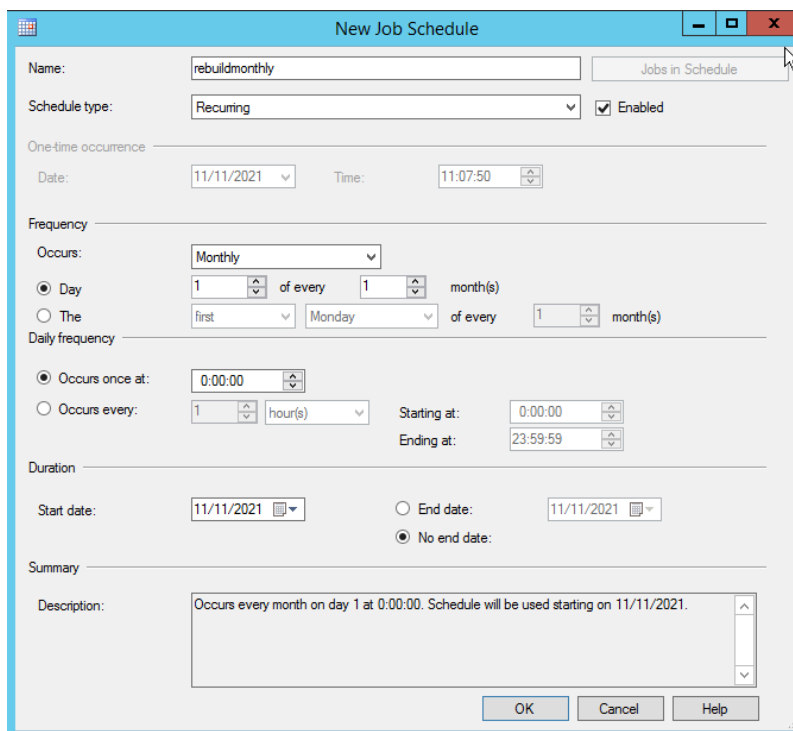 New Job Schedule
Name: rebuildmonthly Jobs in Schedule
Schedule type: Recurring Enabled
One-time occurrence
Date: 11/11/2021 Time: 11:07:50
Frequency
Occurs: Monthly
Day 1 of every 1 month(s)
The first Monday of every 1 month(s)
Daily frequency
Occurs once at: 0:00:00
Occurs every: 1 hour(s) Starting at: 0:00:00
Ending at: 23:59:59
Duration
Start date: 11/11/2021 End date: 11/11/2021
No end date:
Summary
Description: Occurs every month on day 1 at 0:00:00. Schedule will be used starting on 11/11/2021.
OK Cancel Help